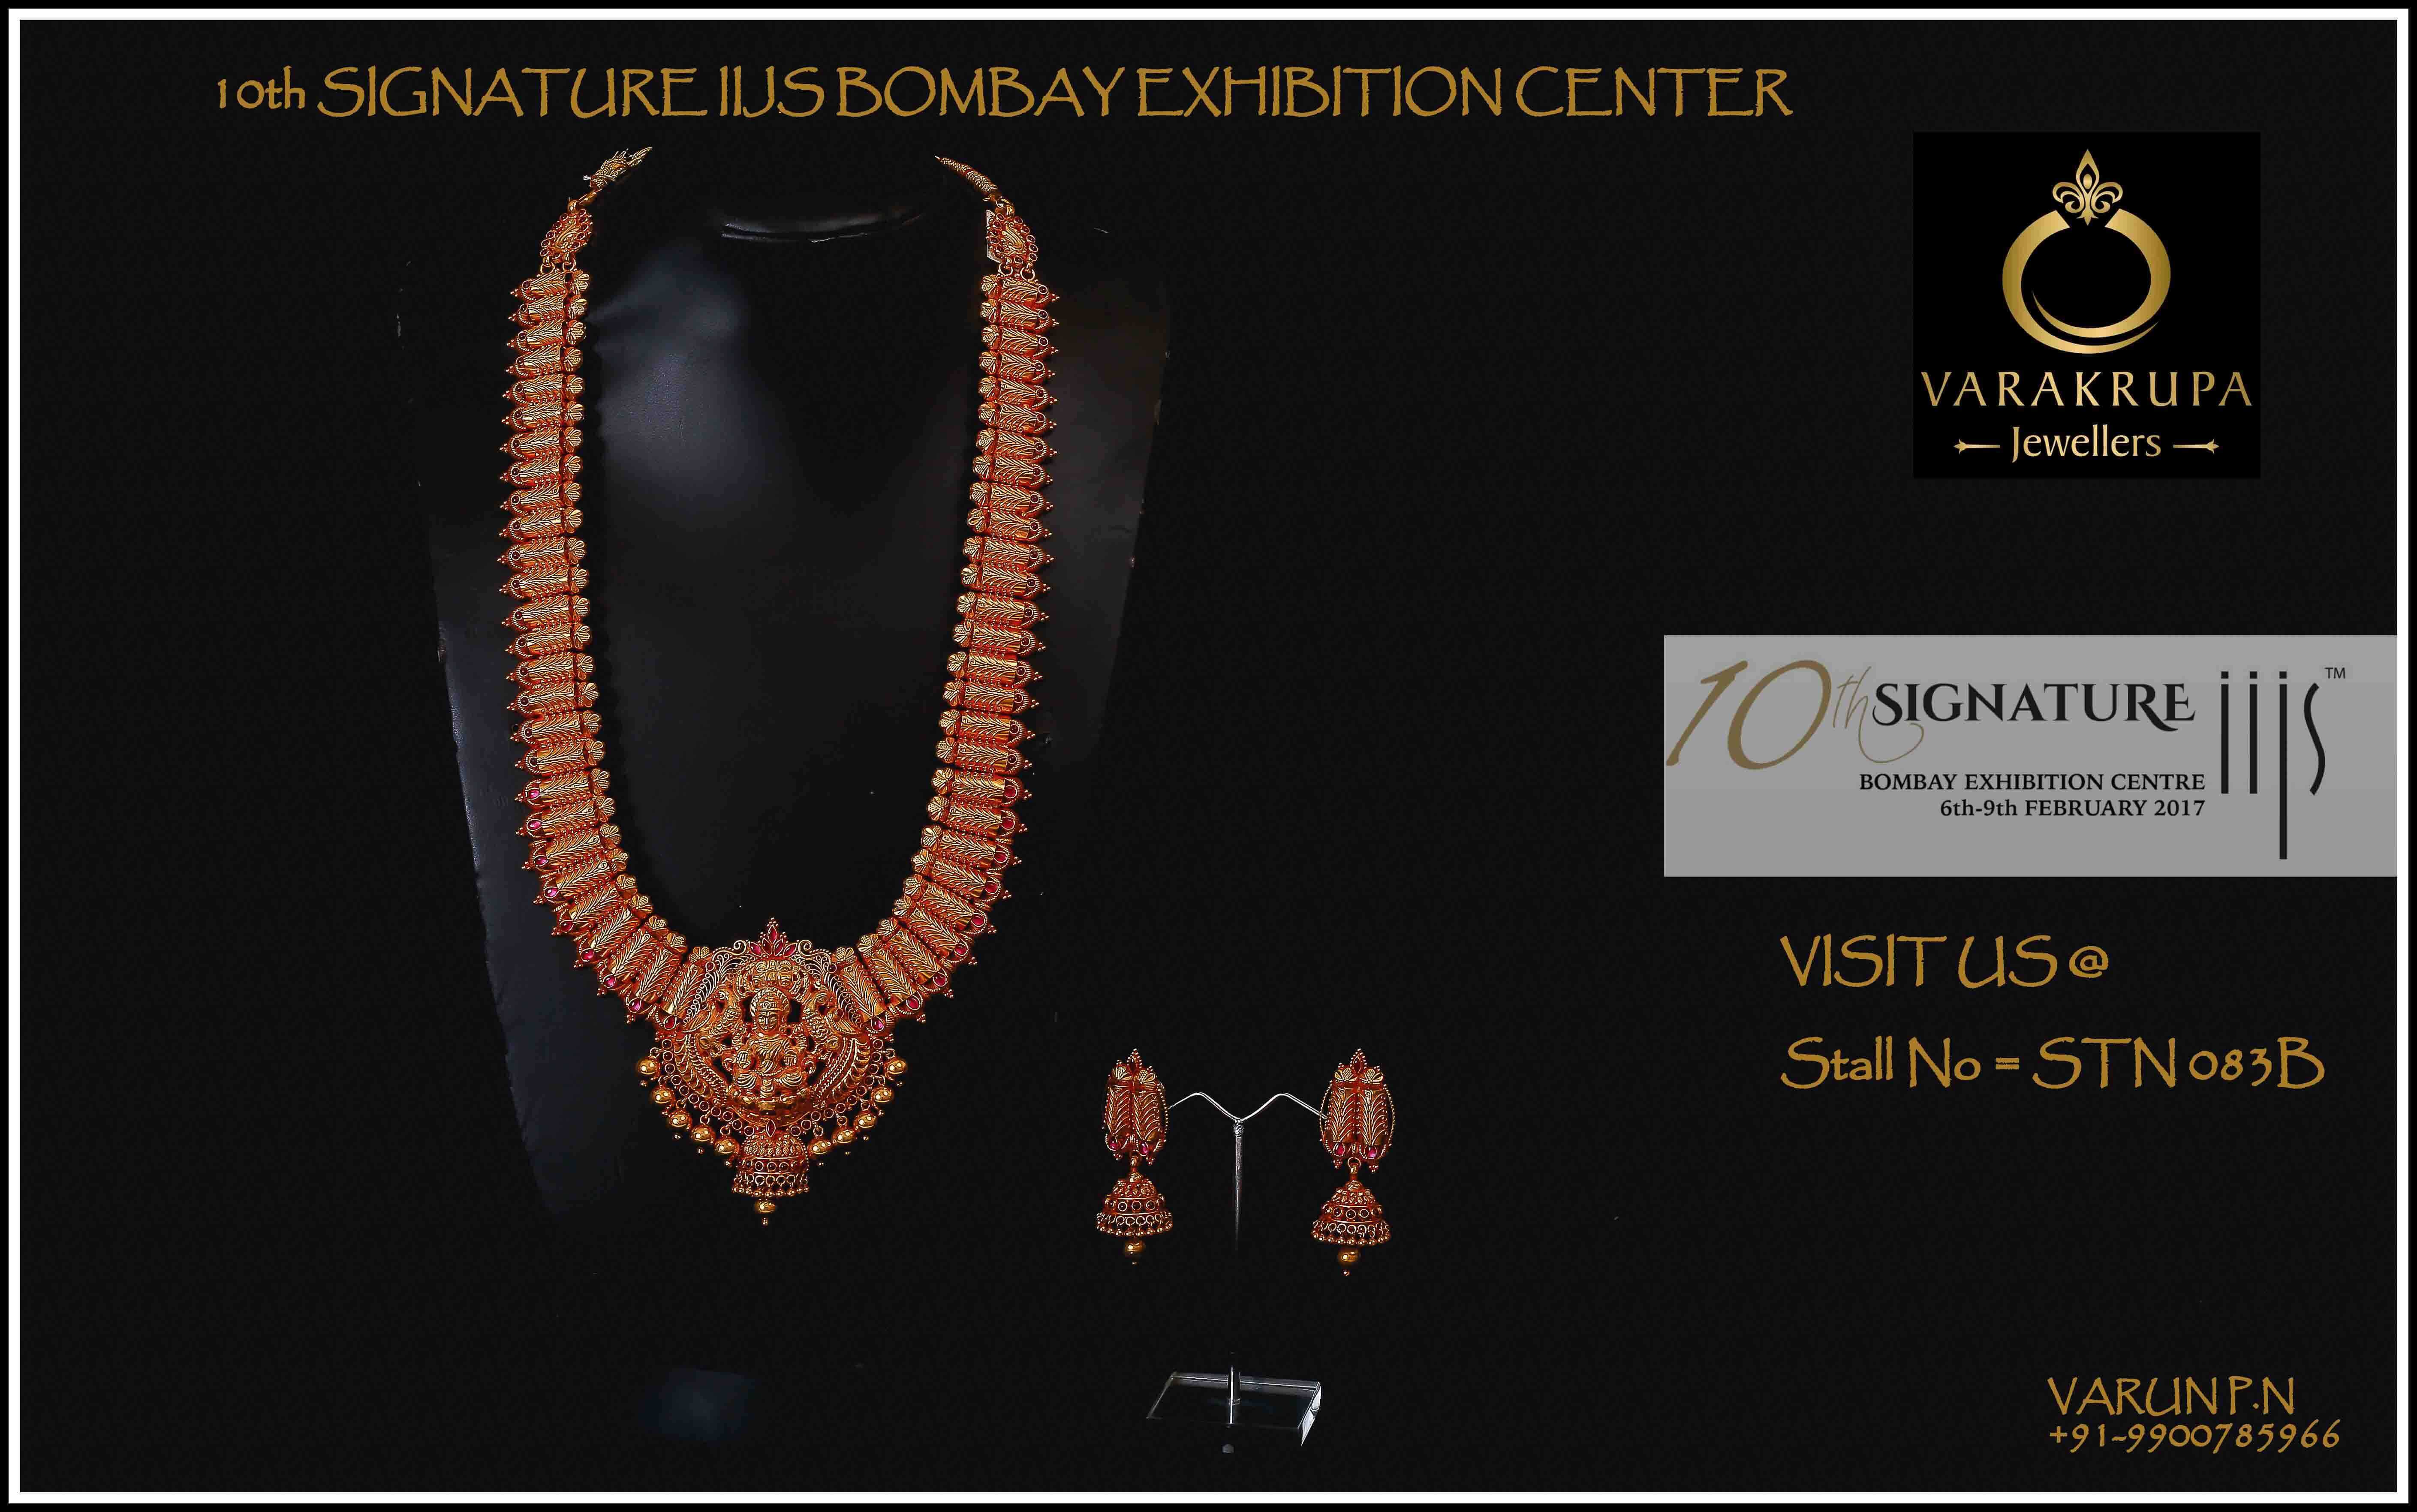 10th SIGNATURE IIJS BOMBAY EXHIBITION CENTER
VARAKRUPA
Jewellers
10th SIGNATURE iijs™
BOMBAY EXHIBITION CENTRE
6th-9th FEBRUARY 2017
VISIT US @
Stall No = STN 083B
VARUN P.N
+91-9900785966